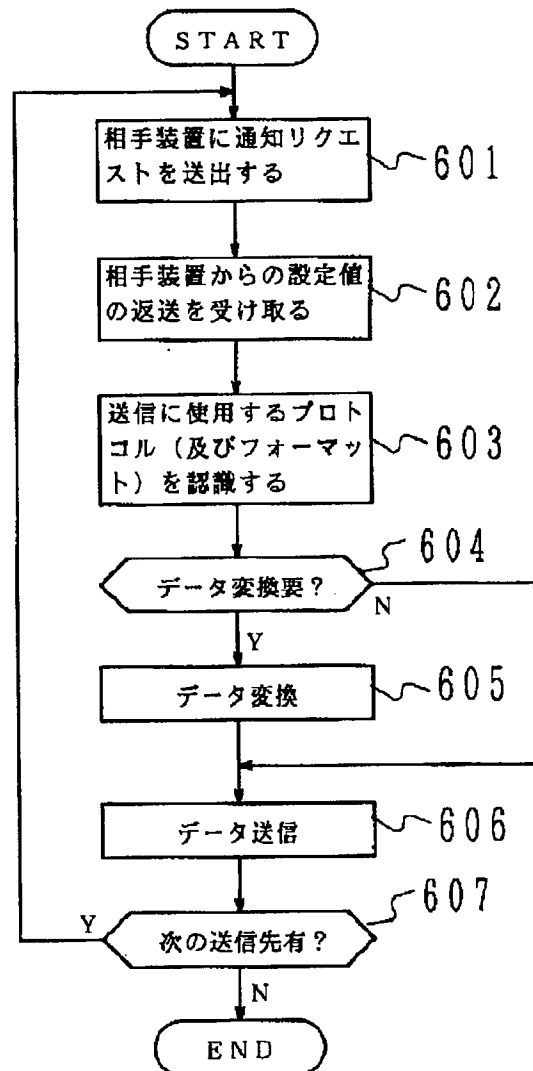 START
相手装置に通知リクエ
ストを送出する
601
相手装置からの設定値
の返送を受け取る
602
送信に使用するプロト
コル（及びフォーマッ
ト）を認識する
603
604
データ変換要？
N
Y
データ変換
605
データ送信
606
607
Y
次の送信先有？
N
END